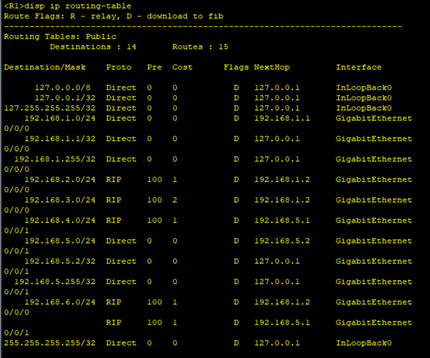 <R1>disp ip routing-table
Route Flags: R - relay, D - download to fib
------------------------------------------------------------------------------
Routing Tables: Public
Destinations : 14 Routes : 15
Destination/Mask Proto Pre Cost Flags NextHop Interface
127.0.0.0/8 Direct 0 0 D 127.0.0.1 InLoopBack0
127.0.0.1/32 Direct 0 0 D 127.0.0.1 InLoopBack0
127.255.255.255/32 Direct 0 0 D 127.0.0.1 InLoopBack0
192.168.1.0/24 Direct 0 0 D 192.168.1.1 GigabitEthernet
0/0/0
192.168.1.1/32 Direct 0 0 D 127.0.0.1 GigabitEthernet
0/0/0
192.168.1.255/32 Direct 0 0 D 127.0.0.1 GigabitEthernet
0/0/0
192.168.2.0/24 RIP 100 1 D 192.168.1.2 GigabitEthernet
0/0/0
192.168.3.0/24 RIP 100 2 D 192.168.1.2 GigabitEthernet
0/0/0
192.168.4.0/24 RIP 100 1 D 192.168.5.1 GigabitEthernet
0/0/1
192.168.5.0/24 Direct 0 0 D 192.168.5.2 GigabitEthernet
0/0/1
192.168.5.2/32 Direct 0 0 D 127.0.0.1 GigabitEthernet
0/0/1
192.168.5.255/32 Direct 0 0 D 127.0.0.1 GigabitEthernet
0/0/1
192.168.6.0/24 RIP 100 1 D 192.168.1.2 GigabitEthernet
0/0/0
RIP 100 1 D 192.168.5.1 GigabitEthernet
0/0/1
255.255.255.255/32 Direct 0 0 D 127.0.0.1 InLoopBack0